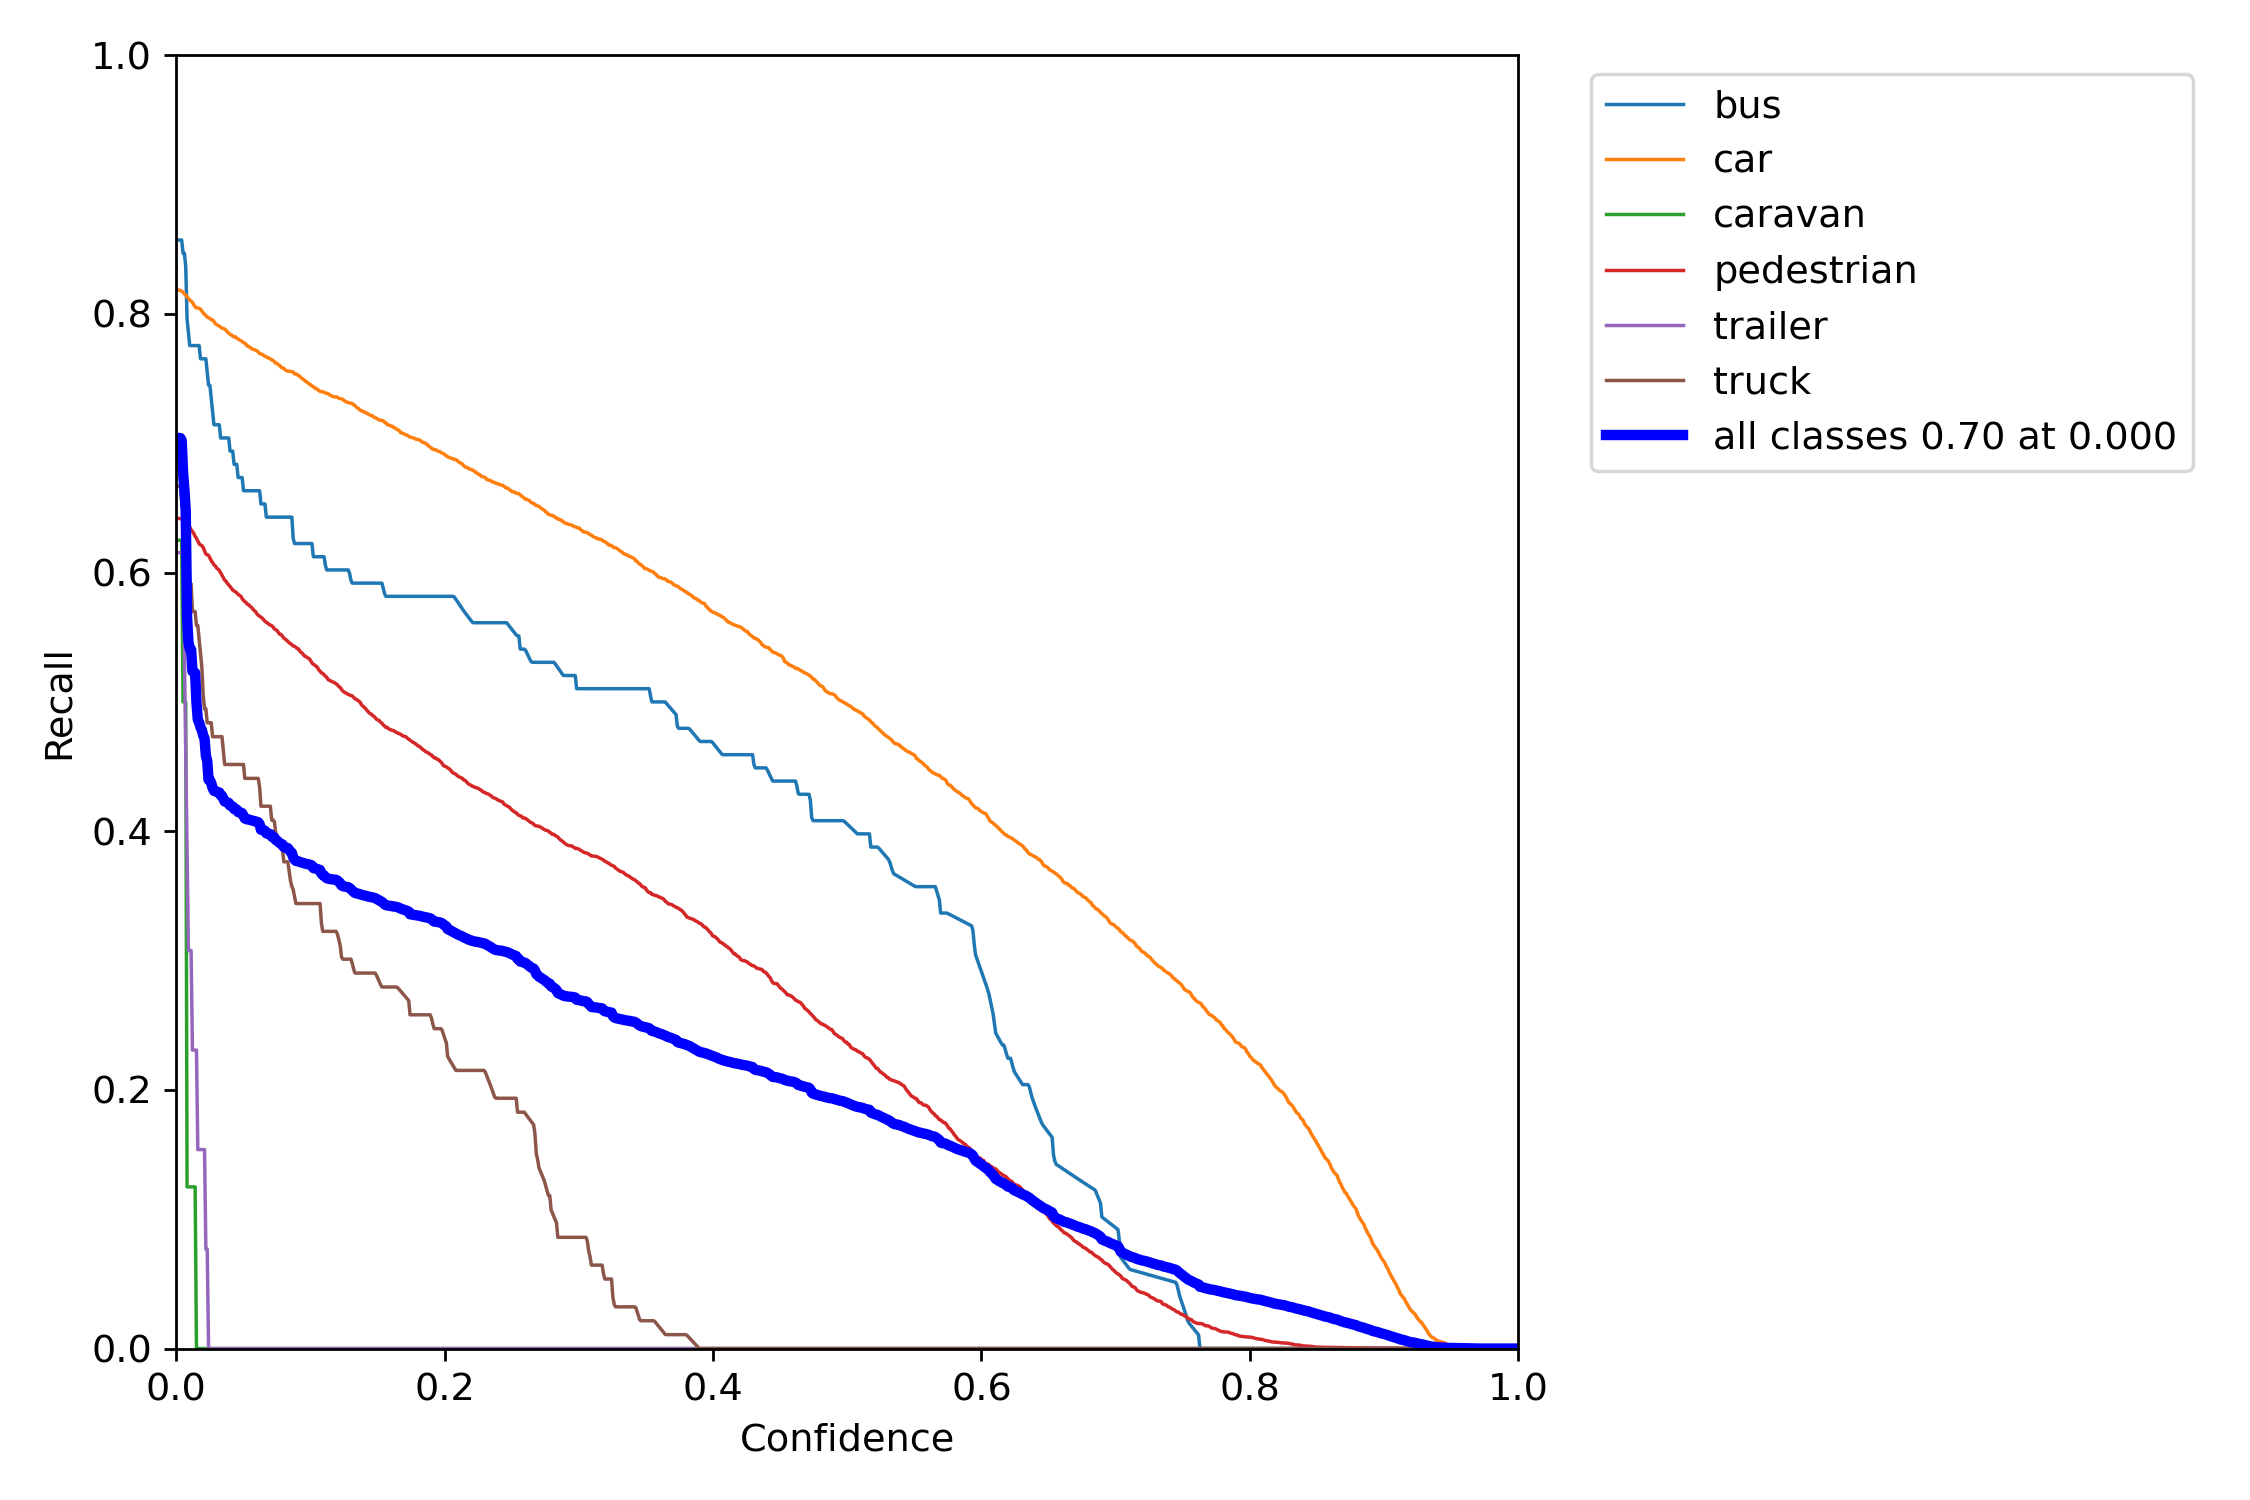 1.0
0.8
0.6
0.4
0.2
0.0
Recall
0.0 0.2 0.4 0.6 0.8 1.0
Confidence
bus
car
caravan
pedestrian
trailer
truck
all classes 0.70 at 0.000